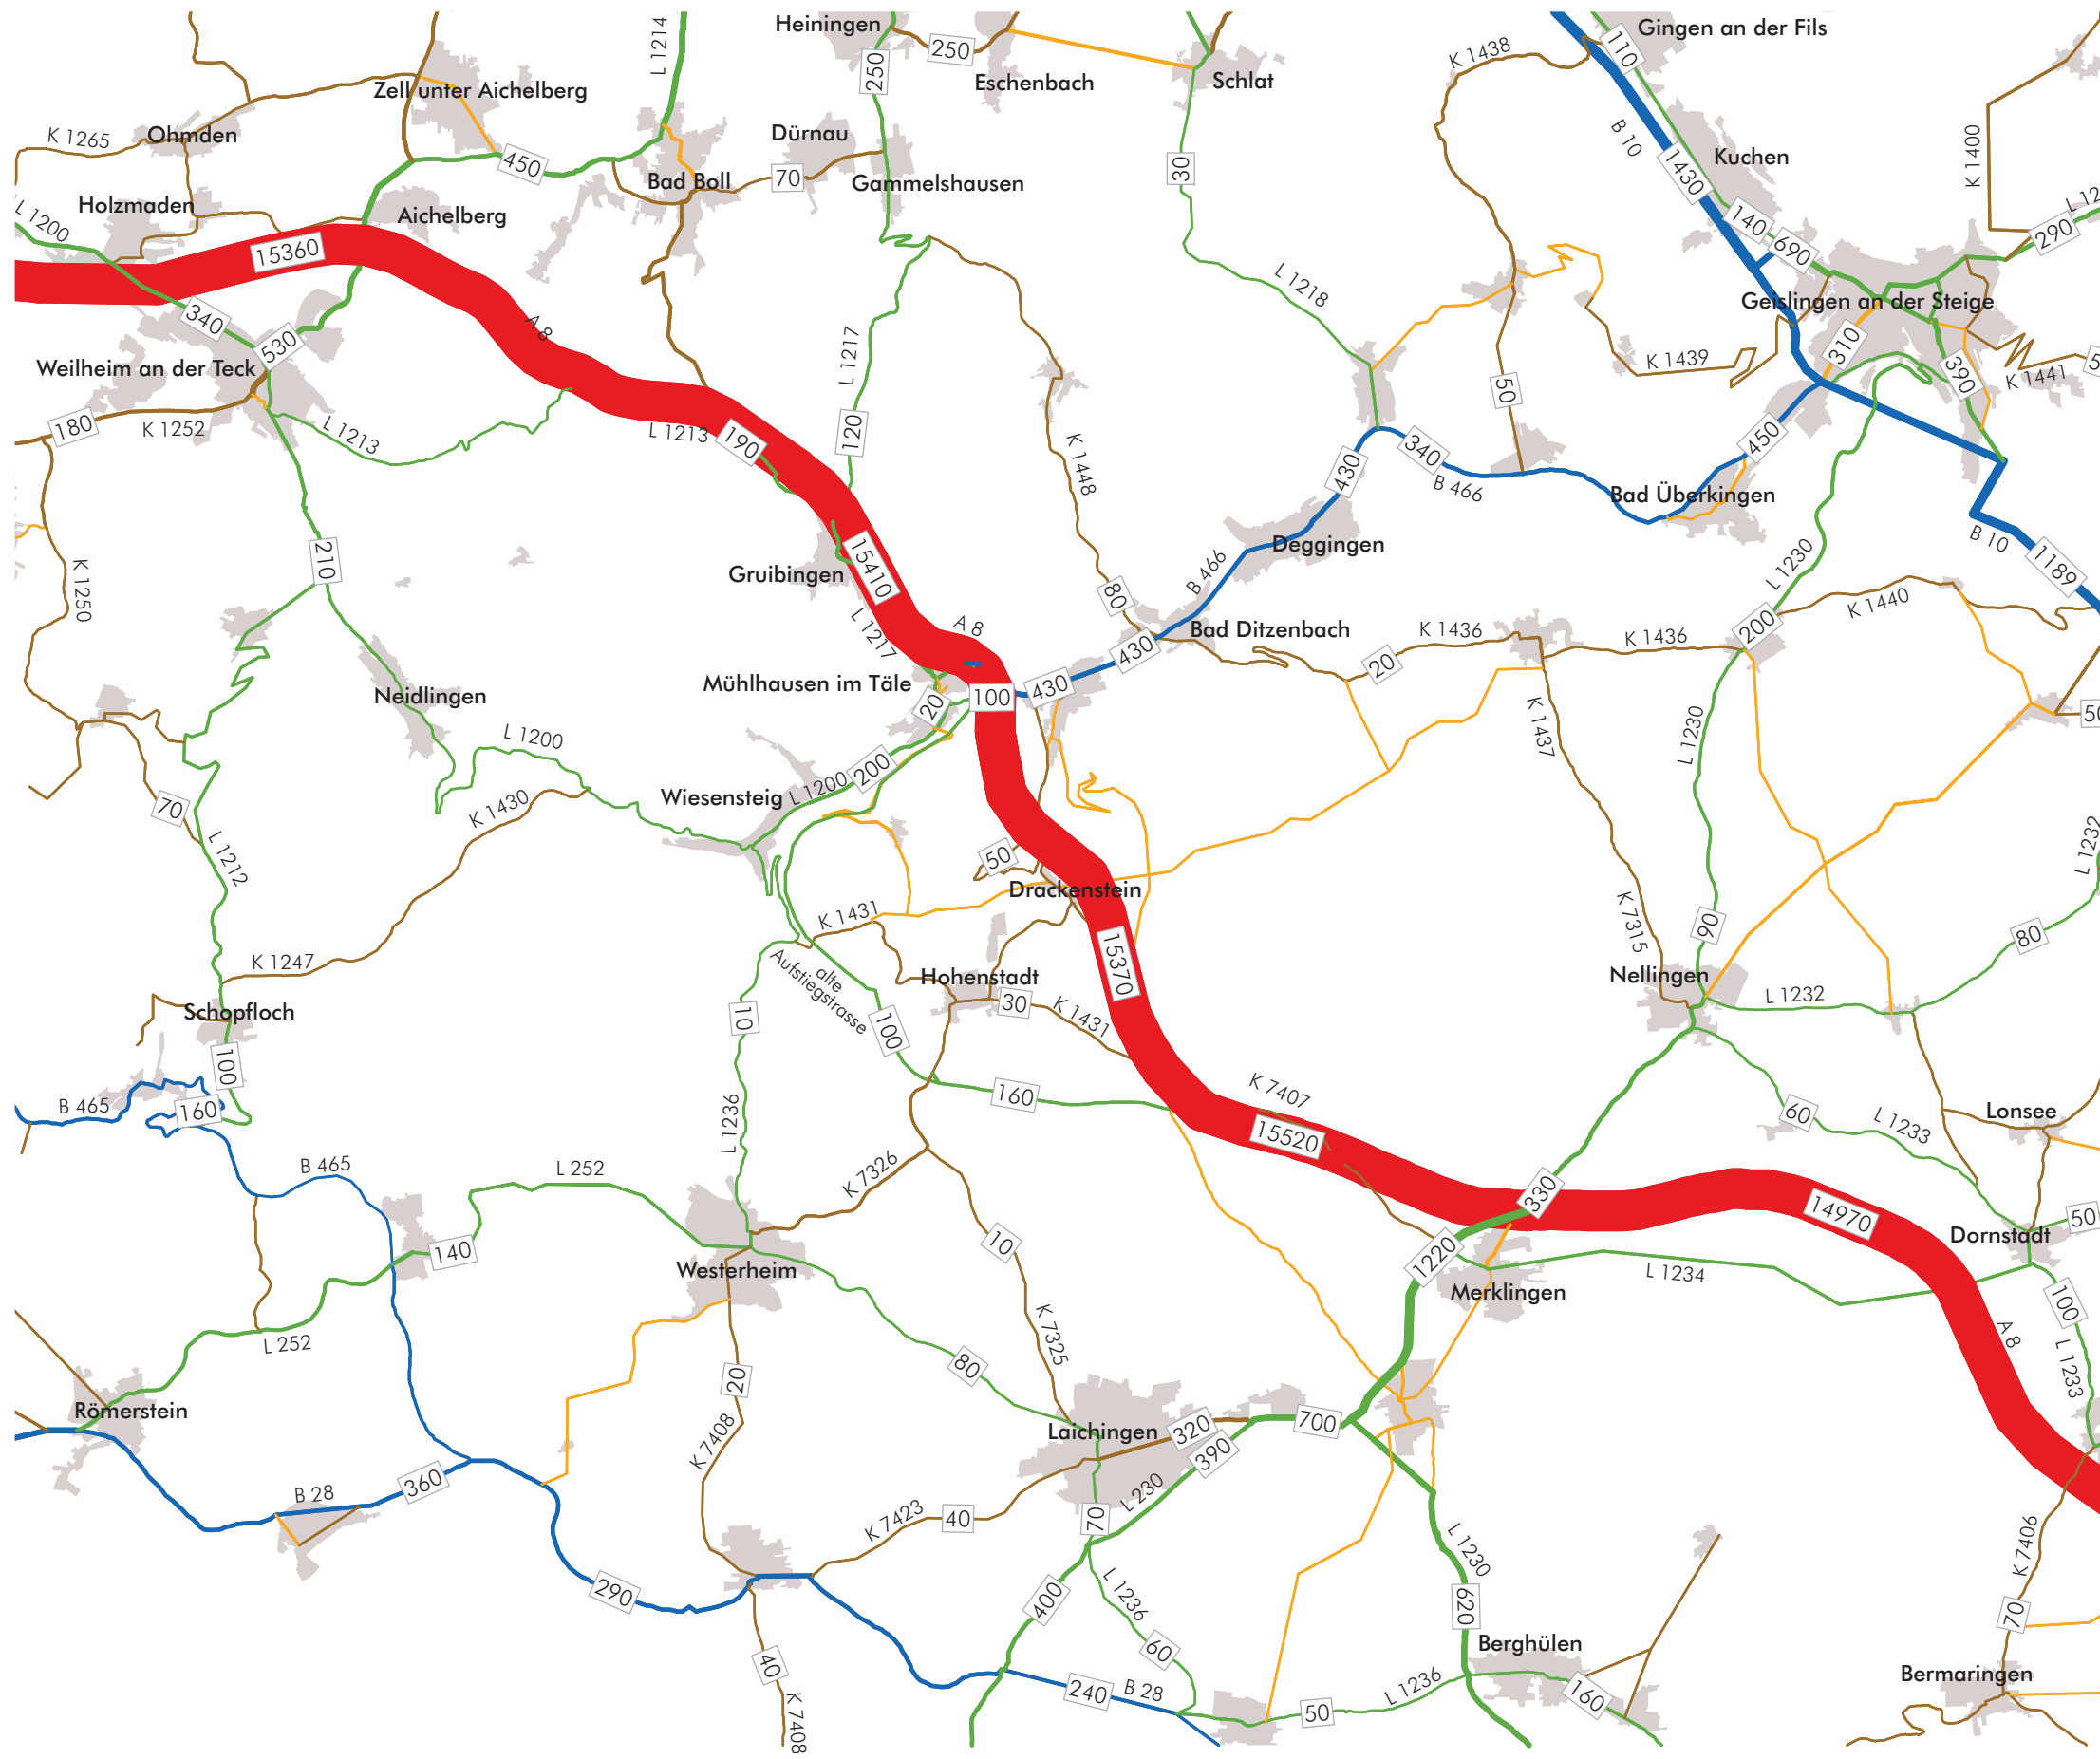 L 1214
Heiningen
250
250
Eschenbach
Schlat
K 1438
110
Gingen an der Fils
Zell unter Aichelberg
K 1265
Ohmden
450
Dürnau
Bad Boll
70
Gammelshausen
30
B 10
1430
Kuchen
K 1400
L 1200
Holzmaden
Aichelberg
140
690
290
L 12
15360
340
530
A 8
L 1218
Geislingen an der Steige
310
390
K 1439
K 1441
5
Weilheim an der Teck
180
K 1252
L 1213
L 1213
190
L 1217
120
K 1448
50
340
450
430
B 466
Bad Überkingen
B 10
1189
210
K 1250
Gruibingen
15410
Deggingen
B 466
L 1230
80
K 1440
200
L 1217
A 8
Bad Ditzenbach
430
K 1436
K 1436
20
Neidlingen
Mühlhausen im Täle
20
100
430
50
K 1437
L 1230
L 1200
200
L 1200
Wiesensteig
K 1430
70
L 1212
50
Drackenstein
L 1232
K 1431
K 7315
90
80
K 1247
alte
Aufstiegstrasse
Hohenstadt
15370
Nellingen
L 1232
Schopfloch
10
100
30
K 1431
100
B 465
160
160
K 7407
15520
60
L 1233
Lonsee
L 1236
B 465
L 252
K 7326
330
14970
50
Dornstadt
140
10
1220
Westerheim
Merklingen
L 1234
100
L 252
K 7325
A 8
L 1233
80
20
Römerstein
K 7408
Laichingen
320
700
390
360
B 28
L 230
K 7423
40
70
L 1230
K 7406
290
400
L 1236
620
70
60
Berghülen
40
Bermaringen
240
B 28
L 1236
160
50
K 7408